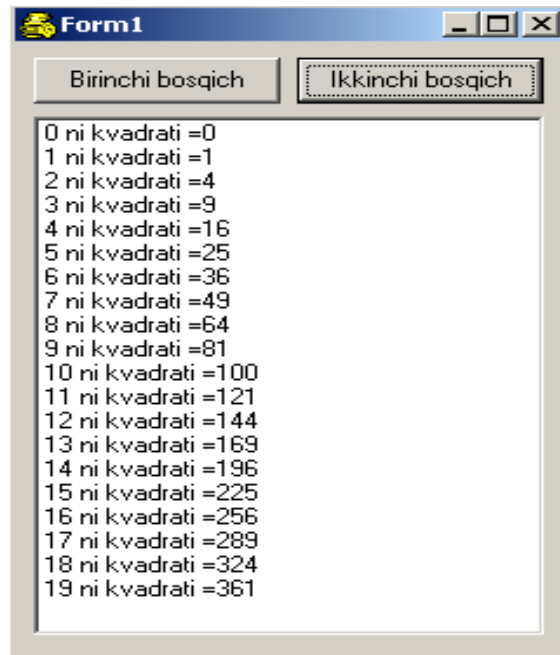 Form1
Birinchi bosqich Ikkinchi bosqich
0 ni kvadrati =0
1 ni kvadrati =1
2 ni kvadrati =4
3 ni kvadrati =9
4 ni kvadrati =16
5 ni kvadrati =25
6 ni kvadrati =36
7 ni kvadrati =49
8 ni kvadrati =64
9 ni kvadrati =81
10 ni kvadrati =100
11 ni kvadrati =121
12 ni kvadrati =144
13 ni kvadrati =169
14 ni kvadrati =196
15 ni kvadrati =225
16 ni kvadrati =256
17 ni kvadrati =289
18 ni kvadrati =324
19 ni kvadrati =361